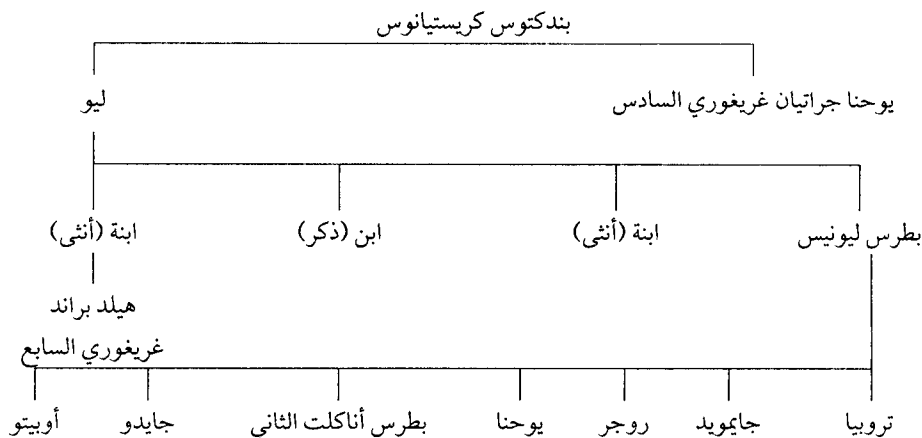 بندكتوس كريستيانوس
يوحنا جراتيان غريغوري السادس
ليو
بطرس ليونيس
ابنة (أنثى)
ابن (ذكر)
ابنة (أنثى)
هيلد براند
غريغوري السابع
تروبيا
جايمويد
روجر
يوحنا
بطرس أناكلت الثانى
جايدو
أوبيتو